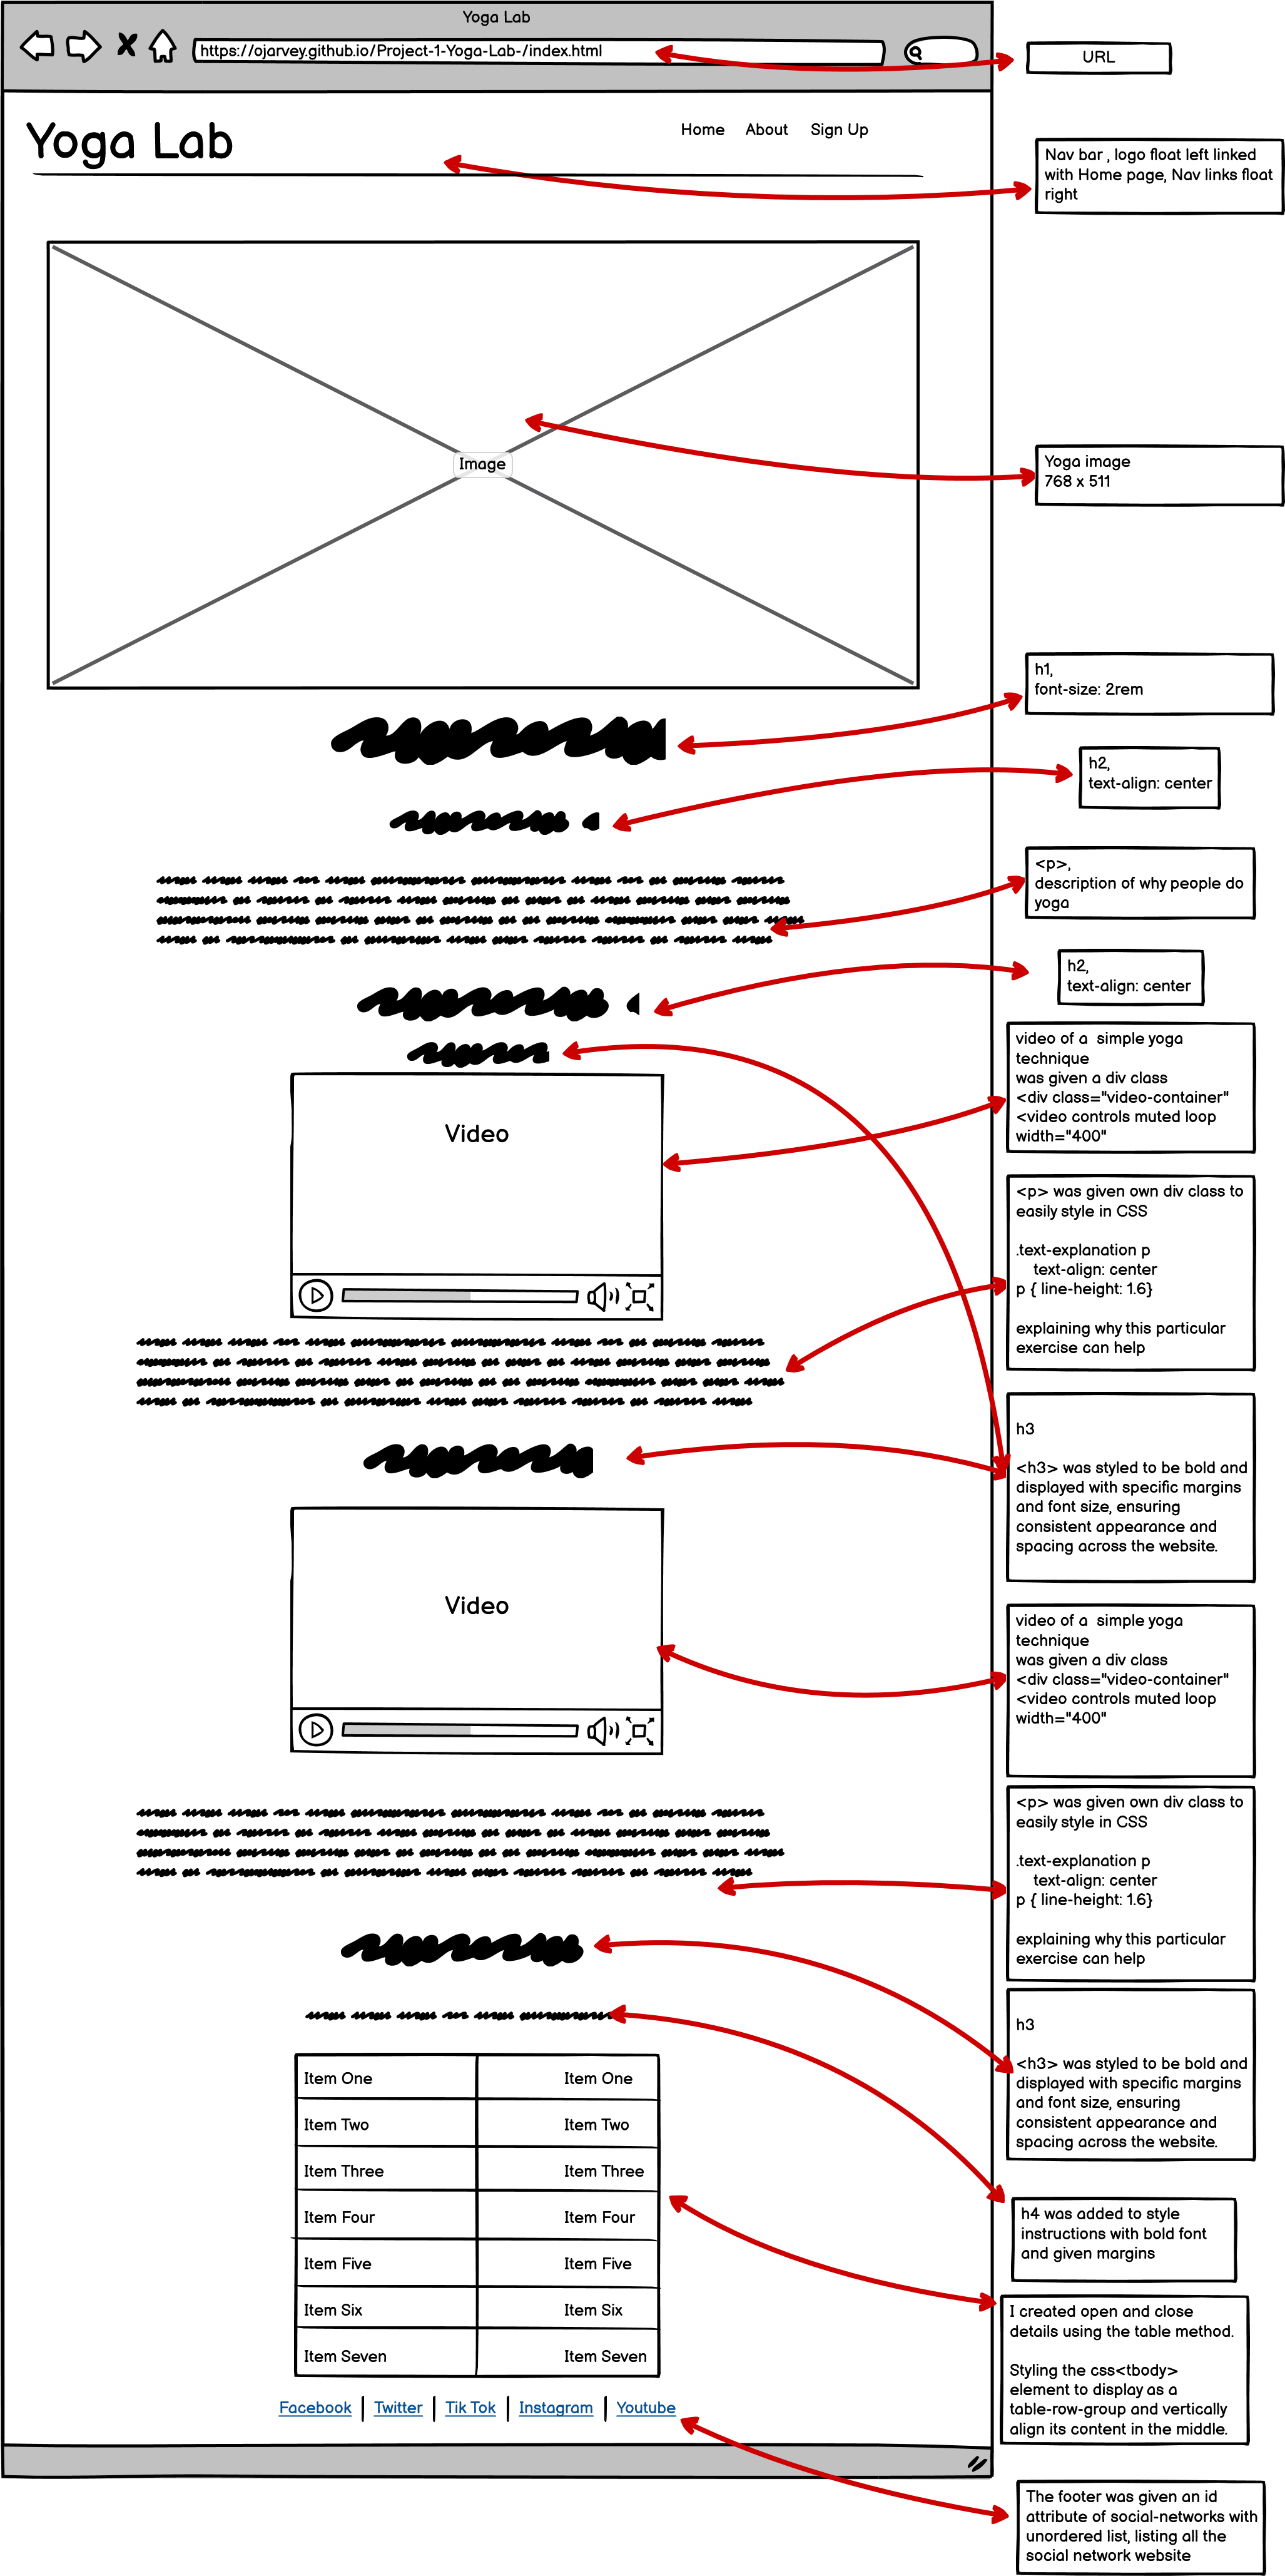 Yoga Lab
https://ojarvey.github.io/Project-1-Yoga-Lab-/index.html
URL
Yoga Lab
Home About Sign Up
Nav bar , logo float left linked
with Home page, Nav links float
right
Image
Yoga image
768 x 511
h1,
font-size: 2rem
h2,
text-align: center
<p>,
description of why people do
yoga
h2,
text-align: center
Video
video of a  simple yoga
technique
was given a div class
<div class="video-container"
<video controls muted loop
width="400"
<p> was given own div class to
easily style in CSS
.text-explanation p
text-align: center
p { line-height: 1.6}
explaining why this particular
exercise can help
h3
<h3> was styled to be bold and
displayed with specific margins
and font size, ensuring
consistent appearance and
spacing across the website.
Video
video of a  simple yoga
technique
was given a div class
<div class="video-container"
<video controls muted loop
width="400"
<p> was given own div class to
easily style in CSS
.text-explanation p
text-align: center
p { line-height: 1.6}
explaining why this particular
exercise can help
h3
<h3> was styled to be bold and
displayed with specific margins
and font size, ensuring
consistent appearance and
spacing across the website.
Item One Item One
Item Two Item Two
Item Three Item Three
Item Four Item Four
Item Five Item Five
Item Six Item Six
Item Seven Item Seven
h4 was added to style
instructions with bold font
and given margins
I created open and close
details using the table method.
Styling the css<tbody>
element to display as a
table-row-group and vertically
align its content in the middle.
Facebook | Twitter | Tik Tok | Instagram | Youtube
The footer was given an id
attribute of social-networks with
unordered list, listing all the
social network website